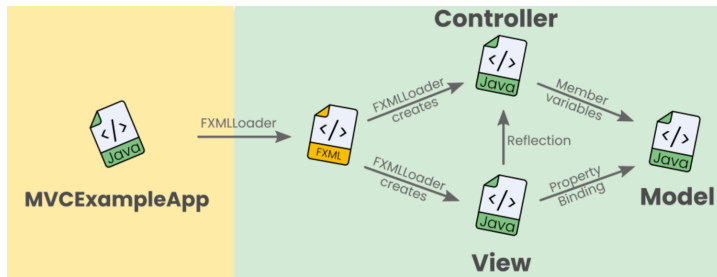 Controller
</>
Java
FXMLLoader
creates
Member
variables
FXMLLoader
</>
Java
</>
FXML
Reflection
</>
Java
MVCExampleApp
FXMLLoader
creates
</>
Java
Property
Binding
Model
View